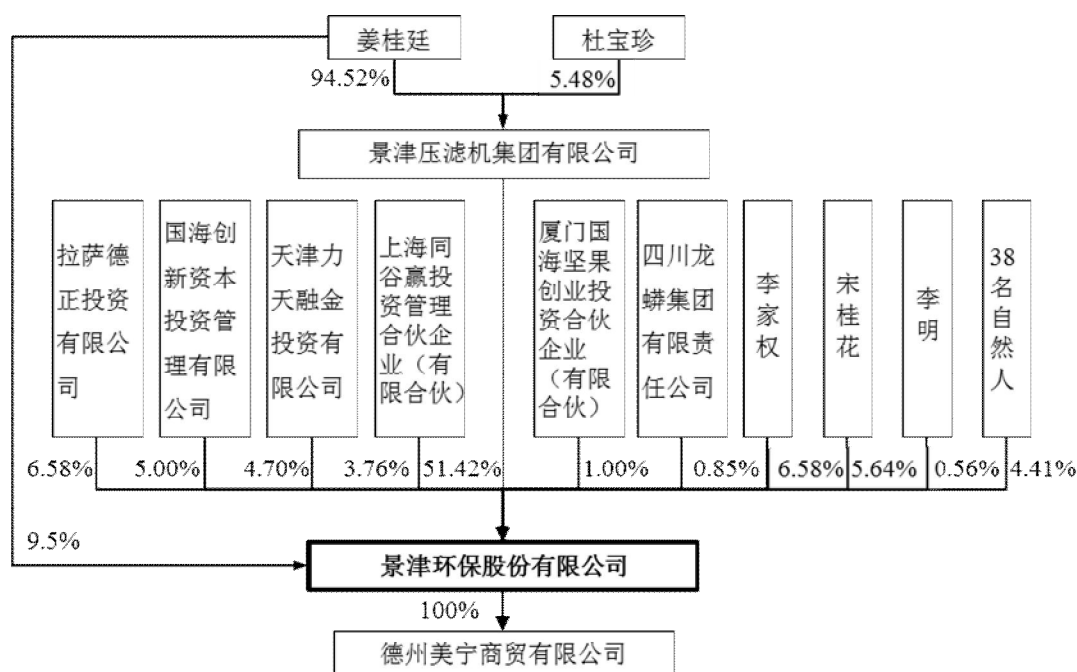 姜桂廷
杜宝珍
94.52%
5.48%
景津压滤机集团有限公司
拉萨德
正投资
有限公
司
国海创
新资本
投资管
理有限
公司
天津力
天融金
投资有
限公司
上海同
谷赢投
资管理
合伙企
业（有
限合伙）
厦门国
海坚果
创业投
资合伙
企业
（有限
合伙）
四川龙
蟒集团
有限责
任公司
李
家
权
宋
桂
花
李
明
38
名
自
然
人
6.58%
5.00%
4.70%
3.76%
51.42%
1.00%
0.85%
6.58%
5.64%
0.56%
4.41%
9.5%
景津环保股份有限公司
100%
德州美宁商贸有限公司